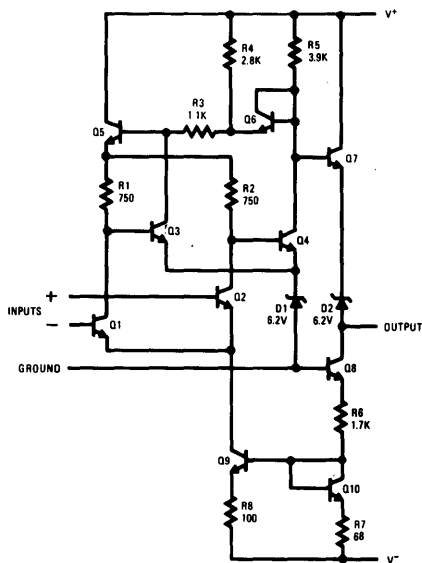 V+
R4
2.8K
R5
3.9K
R3
1.1K
Q5
Q6
Q7
R1
750
R2
750
Q3
Q4
+
INPUTS
−
Q2
Q1
D1
6.2V
D2
6.2V
OUTPUT
GROUND
Q8
R6
1.7K
Q9
Q10
R8
100
R7
68
V−